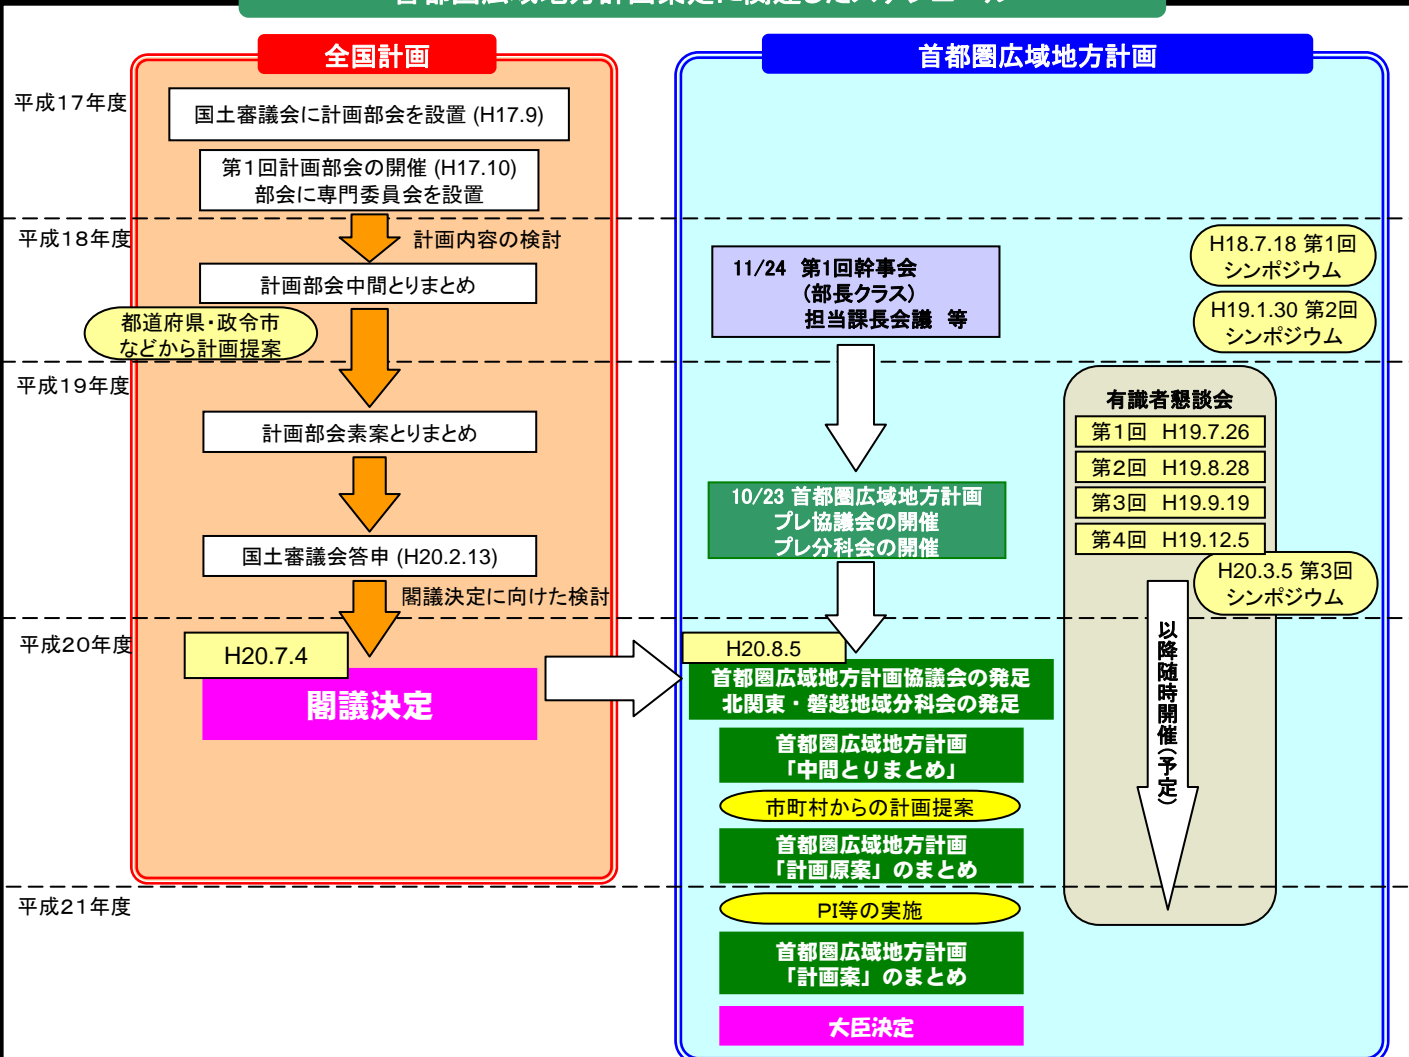 全国計画
首都圏広域地方計画
平成17年度
国土審議会に計画部会を設置 (H17.9)
第1回計画部会の開催 (H17.10)
部会に専門委員会を設置
平成18年度
計画内容の検討
計画部会中間とりまとめ
都道府県・政令市
などから計画提案
11/24 第1回幹事会
(部長クラス)
担当課長会議 等
H18.7.18 第1回
シンポジウム
H19.1.30 第2回
シンポジウム
平成19年度
計画部会素案とりまとめ
国土審議会答申 (H20.2.13)
閣議決定に向けた検討
10/23 首都圏広域地方計画
プレ協議会の開催
プレ分科会の開催
有識者懇談会
第1回 H19.7.26
第2回 H19.8.28
第3回 H19.9.19
第4回 H19.12.5
H20.3.5 第3回
シンポジウム
以降随時開催(予定)
平成20年度
H20.7.4
閣議決定
H20.8.5
首都圏広域地方計画協議会の発足
北関東・磐越地域分科会の発足
首都圏広域地方計画
「中間とりまとめ」
市町村からの計画提案
首都圏広域地方計画
「計画原案」のまとめ
平成21年度
PI等の実施
首都圏広域地方計画
「計画案」のまとめ
大臣決定